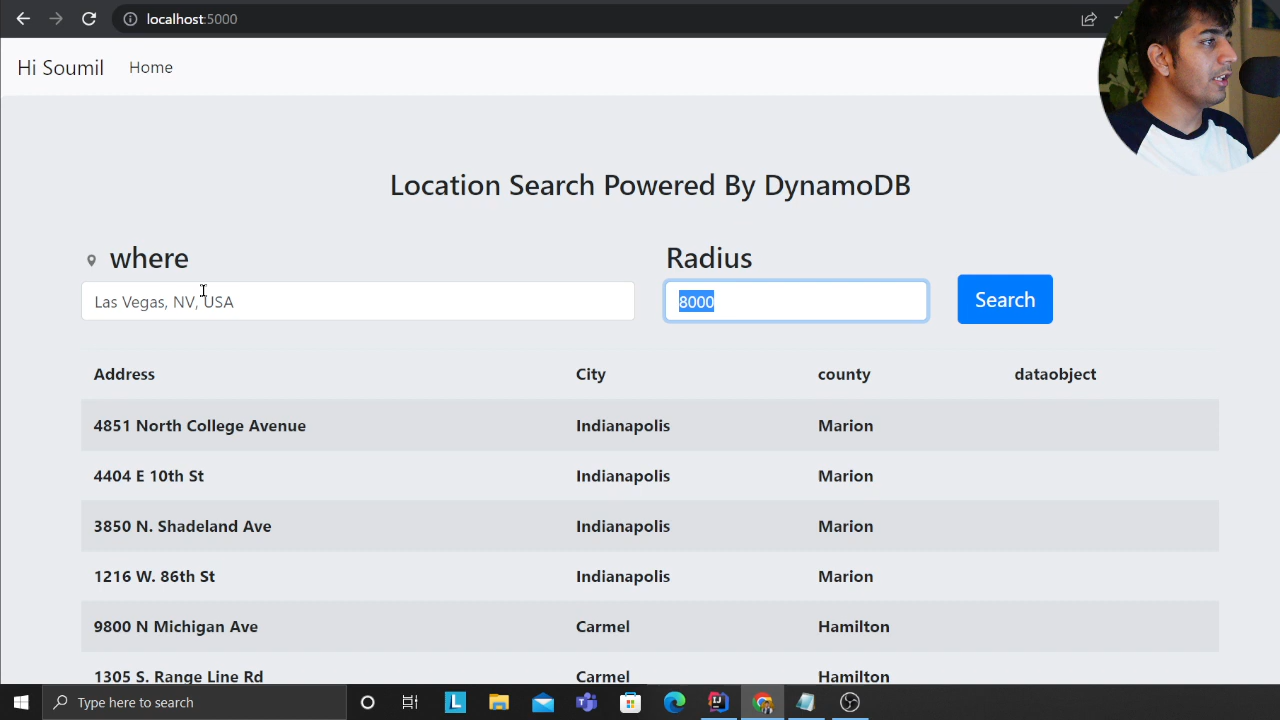 localhost:5000
Hi Soumil Home
Location Search Powered By DynamoDB
where Radius
Las Vegas, NV, USA 8000 Search
Address City county dataobject
4851 North College Avenue Indianapolis Marion
4404 E 10th St Indianapolis Marion
3850 N. Shadeland Ave Indianapolis Marion
1216 W. 86th St Indianapolis Marion
9800 N Michigan Ave Carmel Hamilton
1305 S. Range Line Rd Carmel Hamilton
Type here to search L